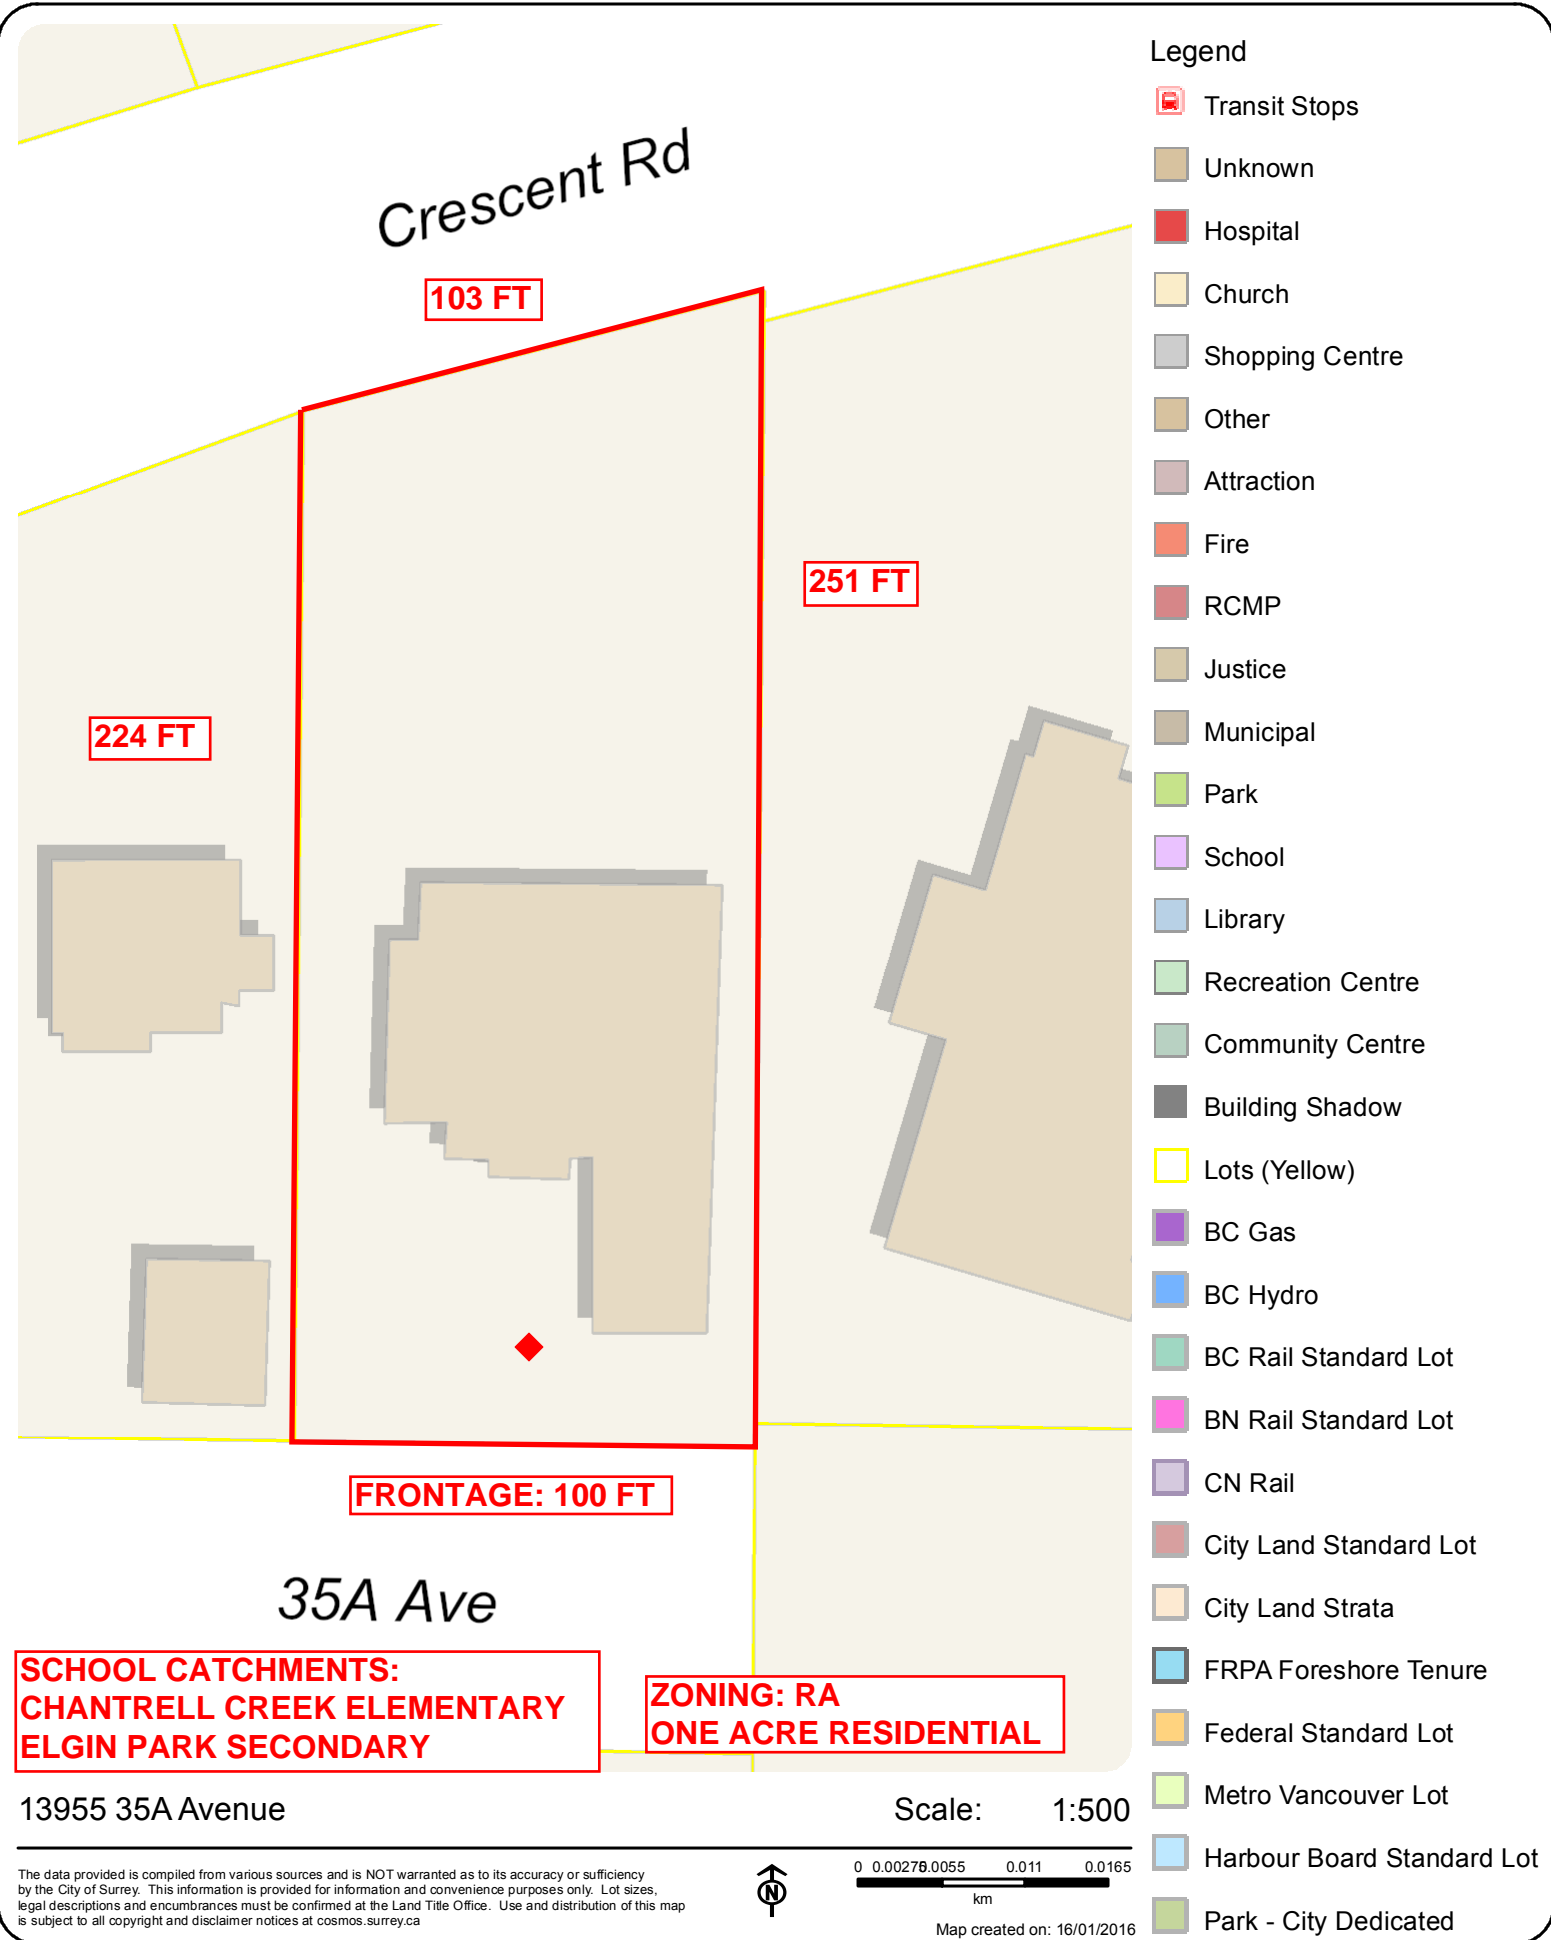 Crescent Rd
103 FT
251 FT
224 FT
FRONTAGE: 100 FT
35A Ave
SCHOOL CATCHMENTS:
CHANTRELL CREEK ELEMENTARY
ELGIN PARK SECONDARY
ZONING: RA
ONE ACRE RESIDENTIAL
Legend
Transit Stops
Unknown
Hospital
Church
Shopping Centre
Other
Attraction
Fire
RCMP
Justice
Municipal
Park
School
Library
Recreation Centre
Community Centre
Building Shadow
Lots (Yellow)
BC Gas
BC Hydro
BC Rail Standard Lot
BN Rail Standard Lot
CN Rail
City Land Standard Lot
City Land Strata
FRPA Foreshore Tenure
Federal Standard Lot
Metro Vancouver Lot
Harbour Board Standard Lot
Park - City Dedicated
13955 35A Avenue
Scale: 1:500
The data provided is compiled from various sources and is NOT warranted as to its accuracy or sufficiency
by the City of Surrey. This information is provided for information and convenience purposes only. Lot sizes,
legal descriptions and encumbrances must be confirmed at the Land Title Office. Use and distribution of this map
is subject to all copyright and disclaimer notices at cosmos.surrey.ca
N
0 0.00275 0.0055 0.011 0.0165
km
Map created on: 16/01/2016